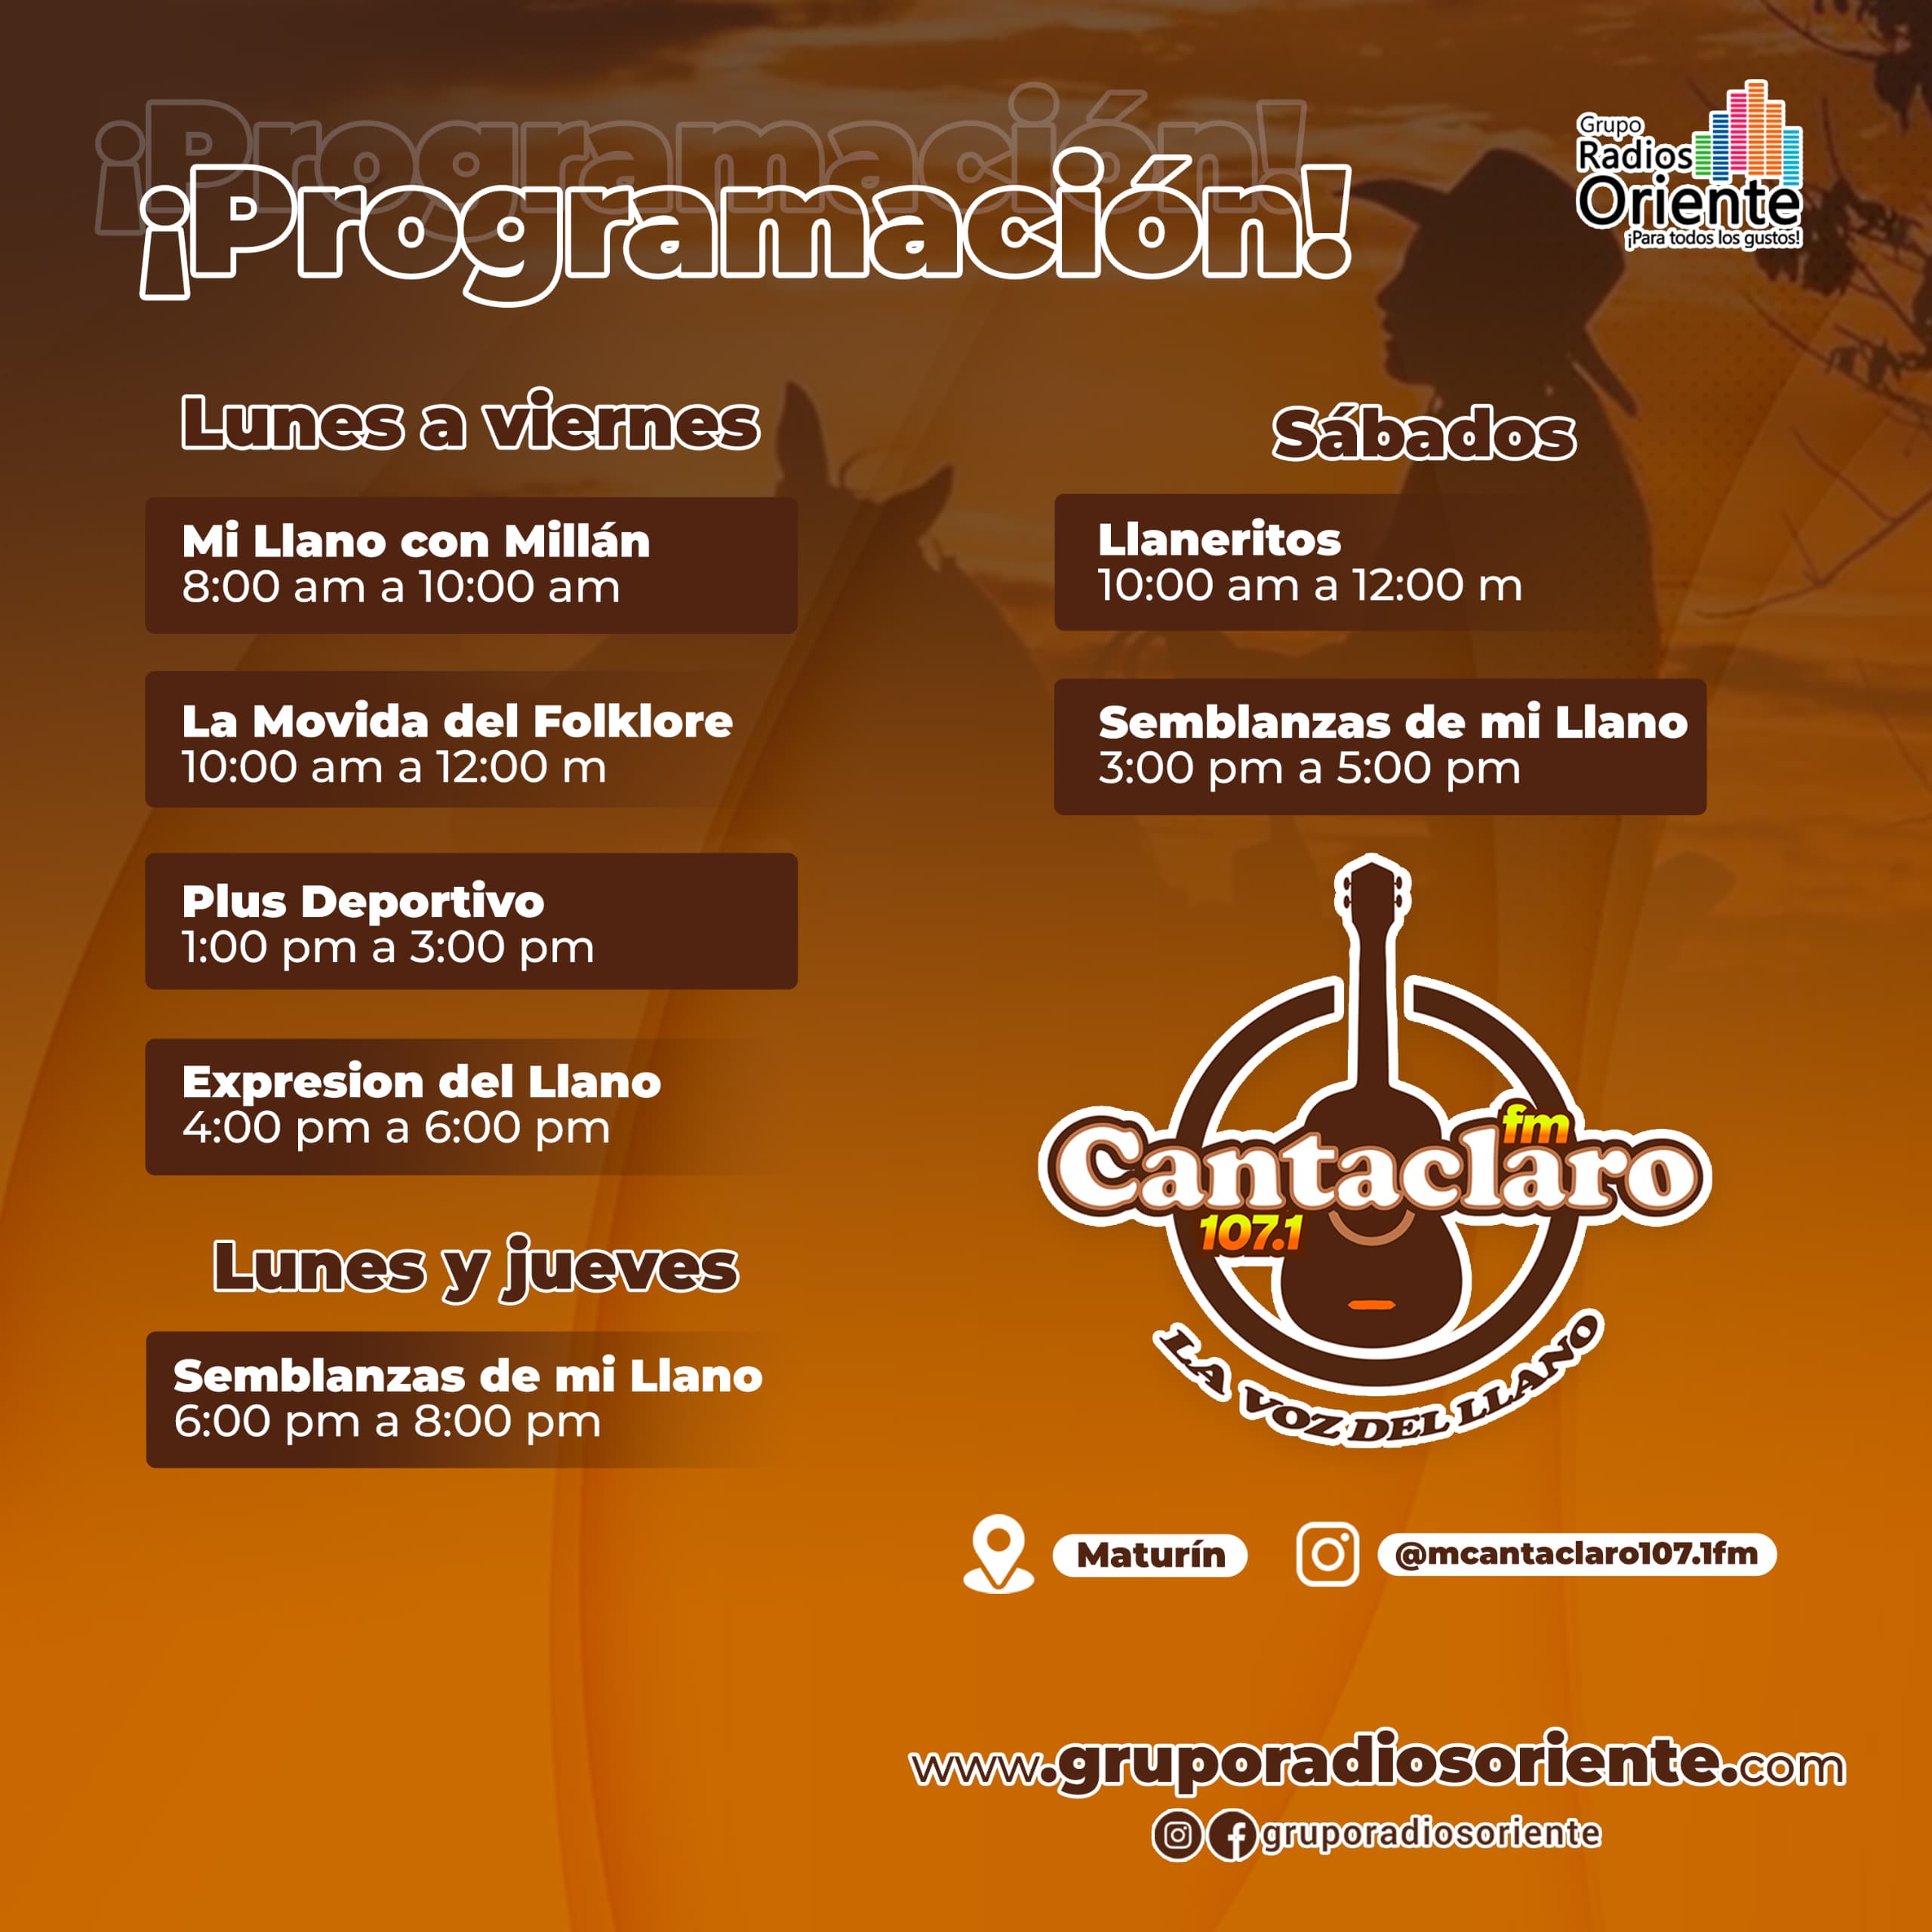 ¡Programación!
¡Programación!
Grupo
Radios
Oriente
¡Para todos los gustos!
Lunes a viernes
Mi Llano con Millán
8:00 am a 10:00 am
La Movida del Folklore
10:00 am a 12:00 m
Plus Deportivo
1:00 pm a 3:00 pm
Expresion del Llano
4:00 pm a 6:00 pm
Lunes y jueves
Semblanzas de mi Llano
6:00 pm a 8:00 pm
Sábados
Llaneritos
10:00 am a 12:00 m
Semblanzas de mi Llano
3:00 pm a 5:00 pm
fm
Cantaclaro
107.1
LA VOZ DEL LLANO
Maturín
@mcantaclaro107.1fm
www.gruporadiosoriente.com
gruporadiosoriente